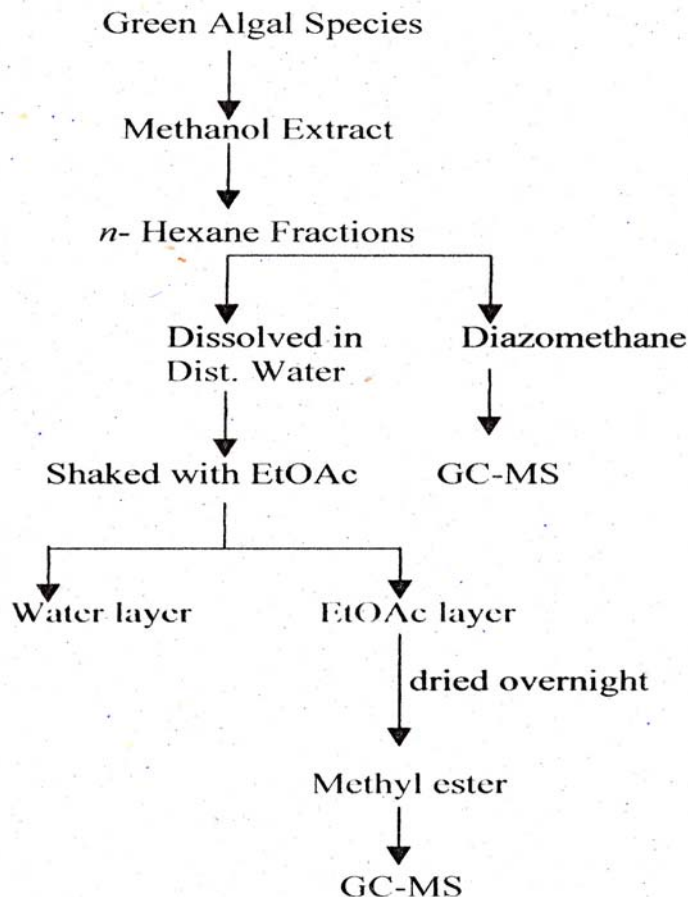 Green Algal Species
Methanol Extract
n- Hexane Fractions
Dissolved in
Dist. Water
Diazomethane
Shaked with EtOAc
GC-MS
Water layer
EtOAc layer
dried overnight
Methyl ester
GC-MS